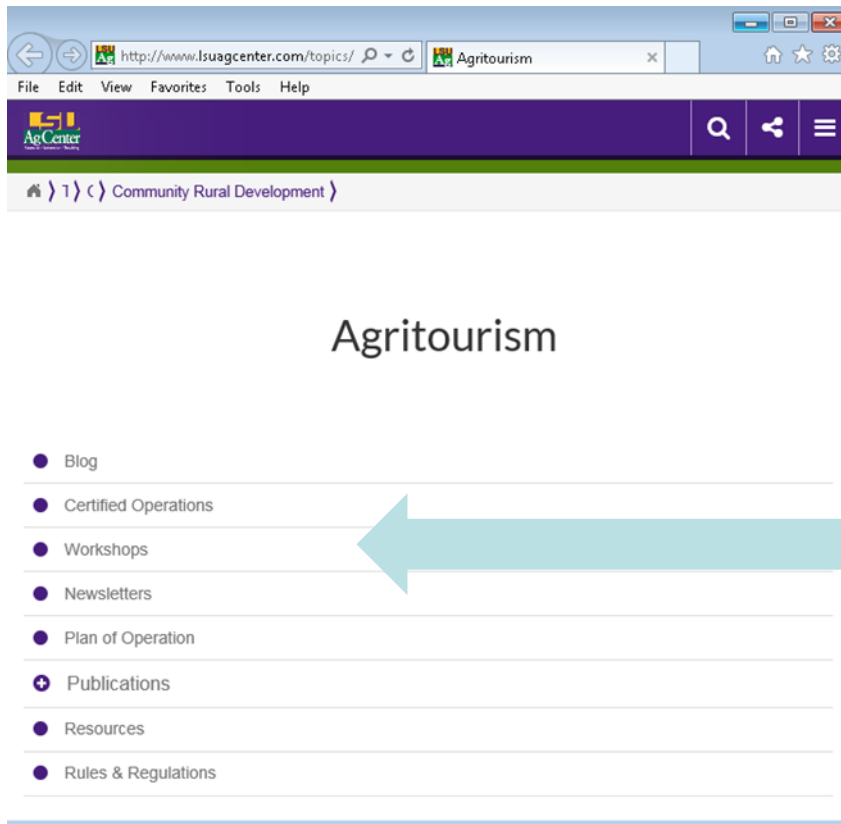 http://www.lsuagcenter.com/topics/
Agritourism
File Edit View Favorites Tools Help
LSU
AgCenter
Community Rural Development
Agritourism
Blog
Certified Operations
Workshops
Newsletters
Plan of Operation
Publications
Resources
Rules & Regulations